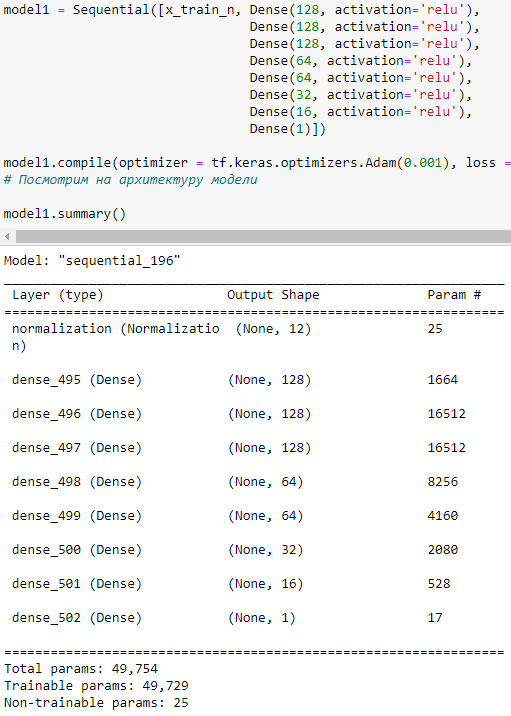 model1 = Sequential([x_train_n, Dense(128, activation='relu'),
Dense(128, activation='relu'),
Dense(128, activation='relu'),
Dense(64, activation='relu'),
Dense(64, activation='relu'),
Dense(32, activation='relu'),
Dense(16, activation='relu'),
Dense(1)])
model1.compile(optimizer = tf.keras.optimizers.Adam(0.001), loss =
# Посмотрим на архитектуру модели
model1.summary()
Model: "sequential_196"
_________________________________________________________________
Layer (type) Output Shape Param #
=================================================================
normalization (Normalizatio (None, 12) 25
n)
dense_495 (Dense) (None, 128) 1664
dense_496 (Dense) (None, 128) 16512
dense_497 (Dense) (None, 128) 16512
dense_498 (Dense) (None, 64) 8256
dense_499 (Dense) (None, 64) 4160
dense_500 (Dense) (None, 32) 2080
dense_501 (Dense) (None, 16) 528
dense_502 (Dense) (None, 1) 17
=================================================================
Total params: 49,754
Trainable params: 49,729
Non-trainable params: 25